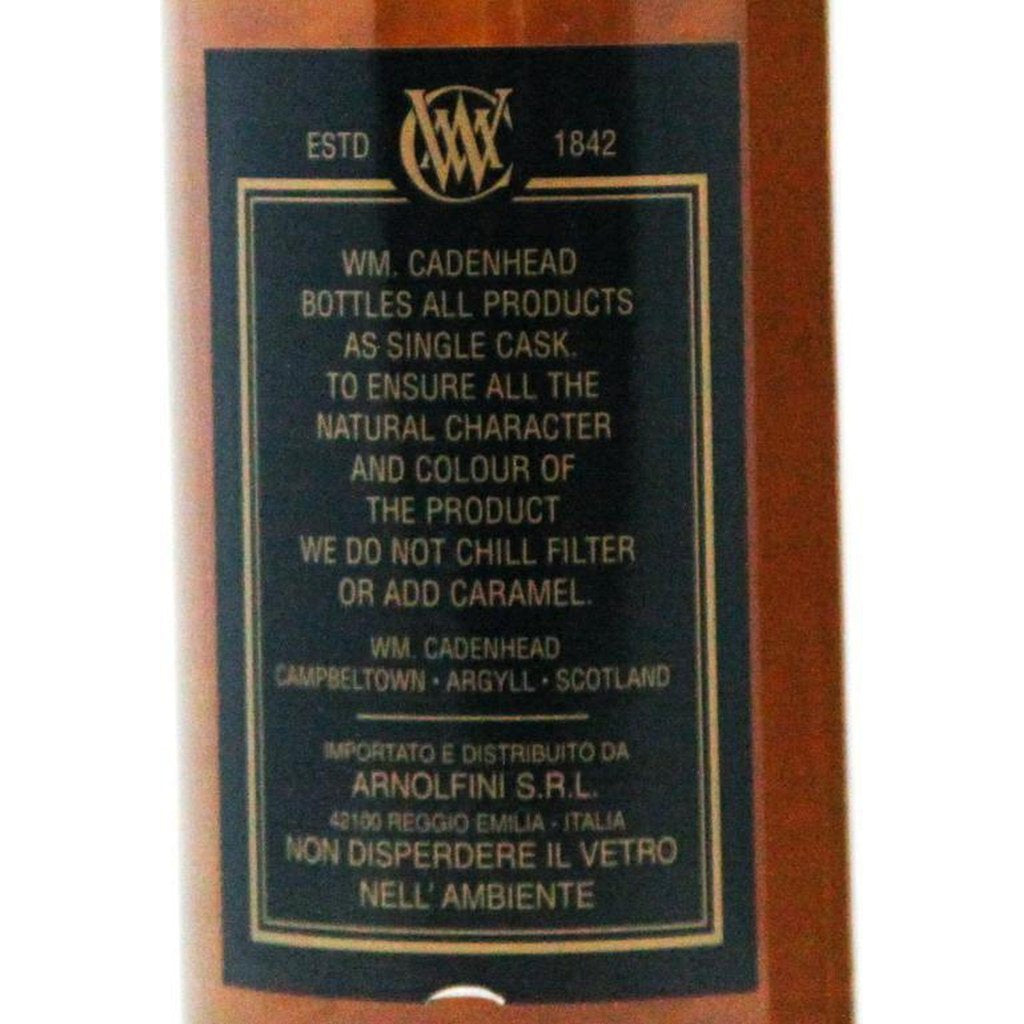 ESTD WC 1842
WM. CADENHEAD
BOTTLES ALL PRODUCTS
AS SINGLE CASK.
TO ENSURE ALL THE
NATURAL CHARACTER
AND COLOUR OF
THE PRODUCT
WE DO NOT CHILL FILTER
OR ADD CARAMEL.
WM. CADENHEAD
CAMPBELTOWN · ARGYLL · SCOTLAND
IMPORTATO E DISTRIBUITO DA
ARNOLFINI S.R.L.
42100 REGGIO EMILIA - ITALIA
NON DISPERDERE IL VETRO
NELL' AMBIENTE